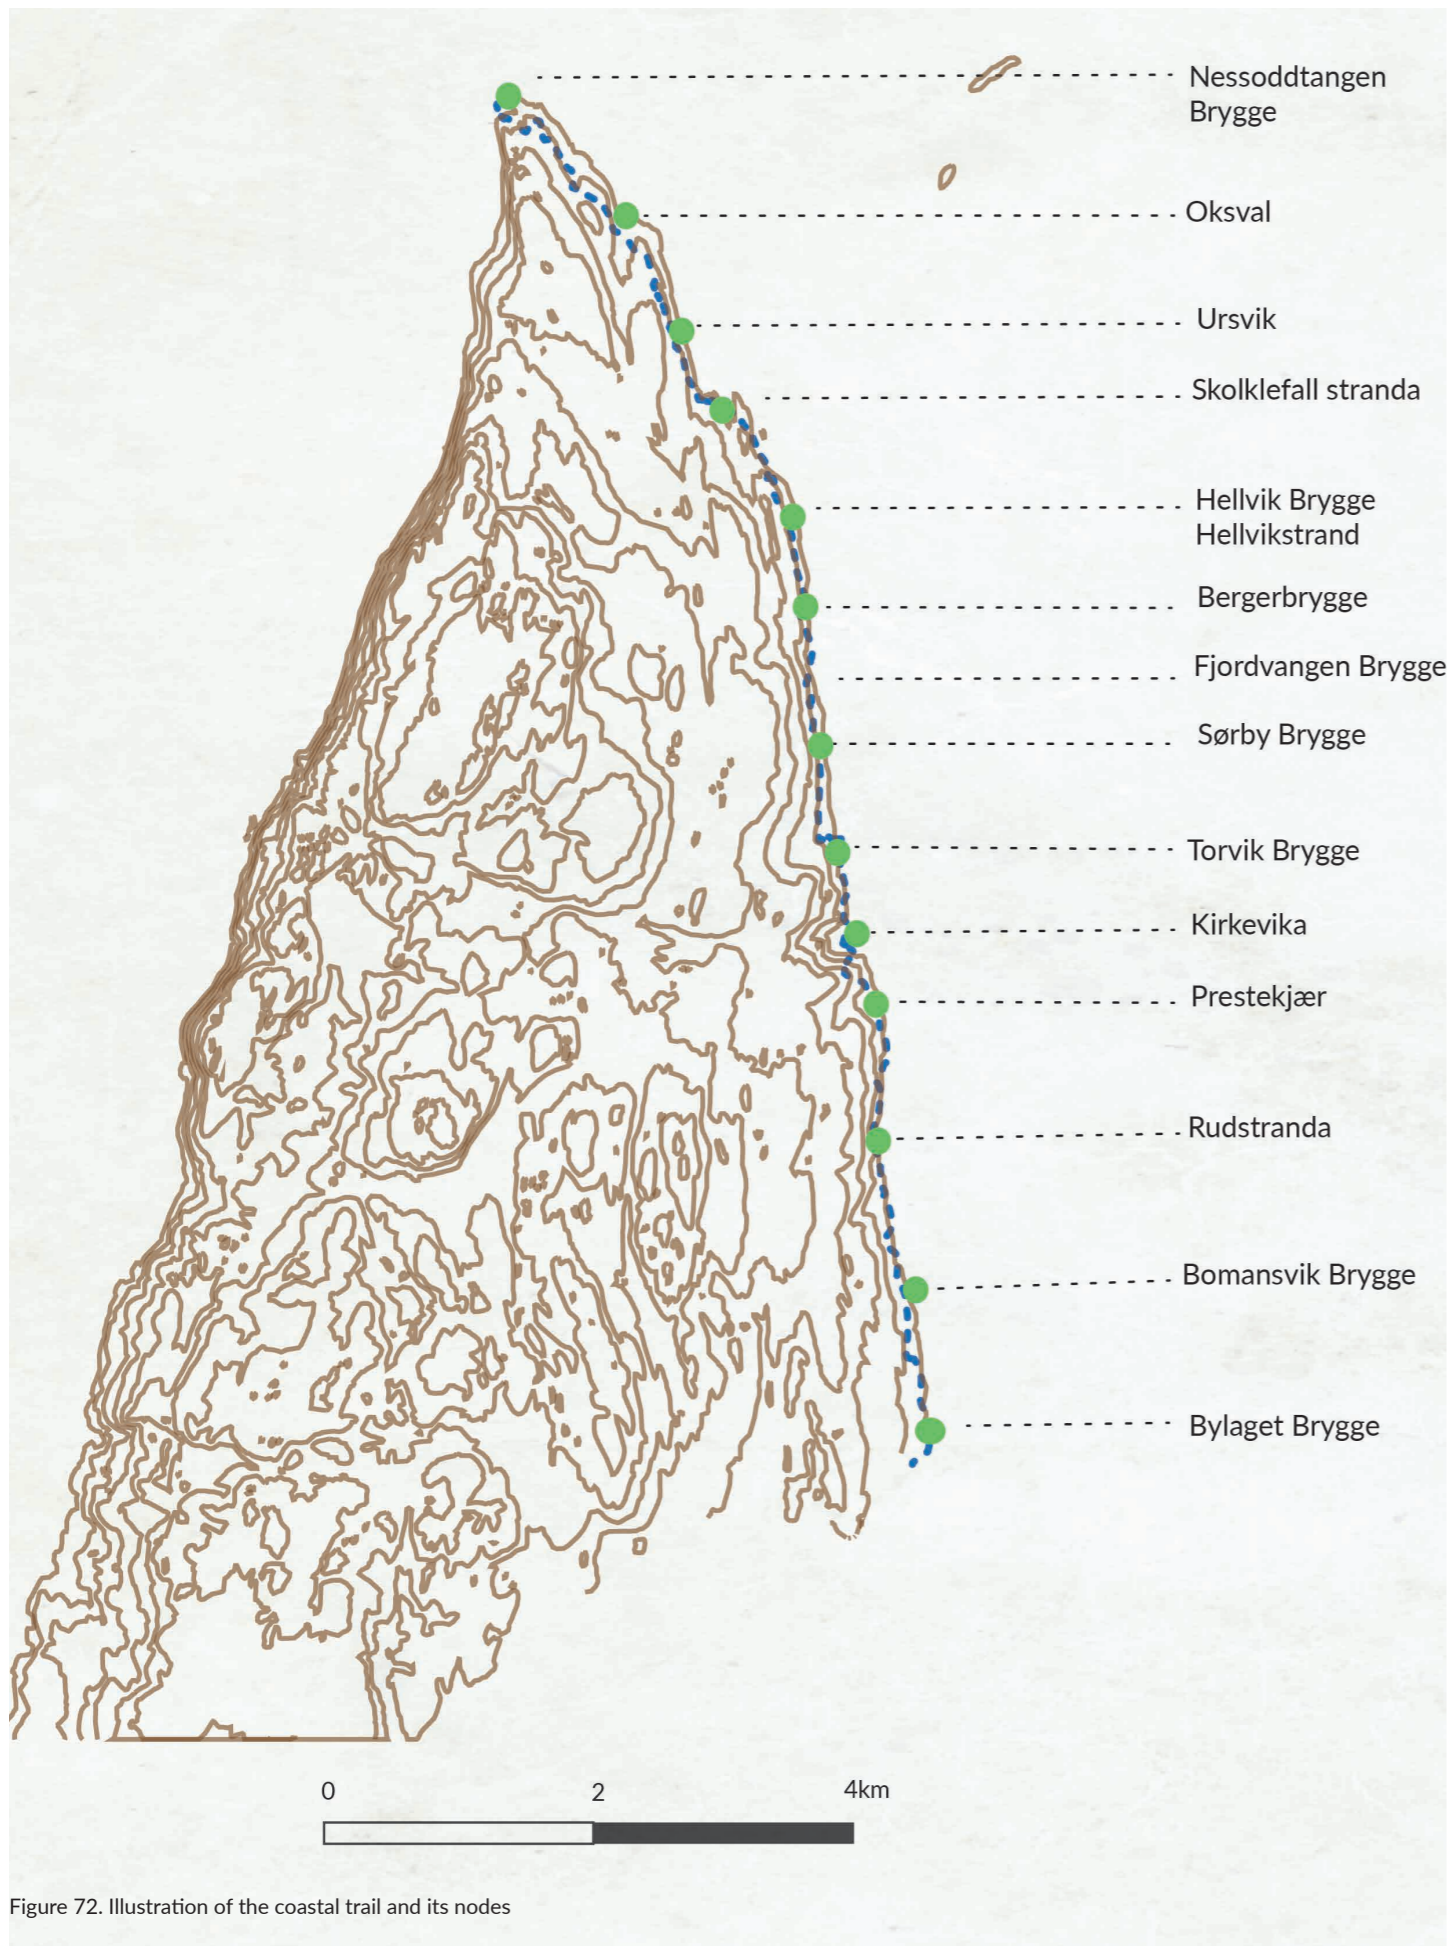 Nessoddtangen
Brygge
Oksval
Ursvik
Skolklefall stranda
Hellvik Brygge
Hellvikstrand
Bergerbrygge
Fjordvangen Brygge
Sørby Brygge
Torvik Brygge
Kirkevika
Prestekjær
Rudstranda
Bomansvik Brygge
Bylaget Brygge
0 2 4km
Figure 72. Illustration of the coastal trail and its nodes